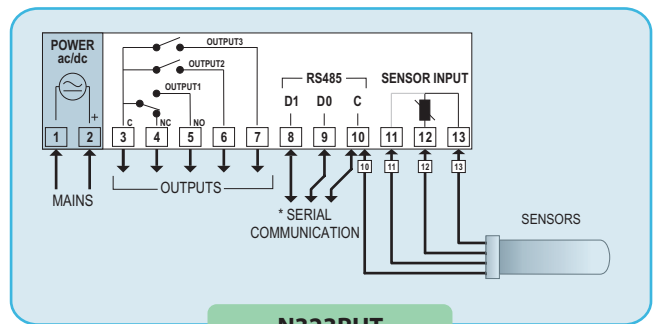 POWER
ac/dc
+
OUTPUT3
OUTPUT2
OUTPUT1
C NC NO
RS485
D1 D0 C
SENSOR INPUT
1 2 3 4 5 6 7 8 9 10 11 12 13
MAINS
OUTPUTS
* SERIAL
COMMUNICATION
10 11 12 13
SENSORS
N323RHT